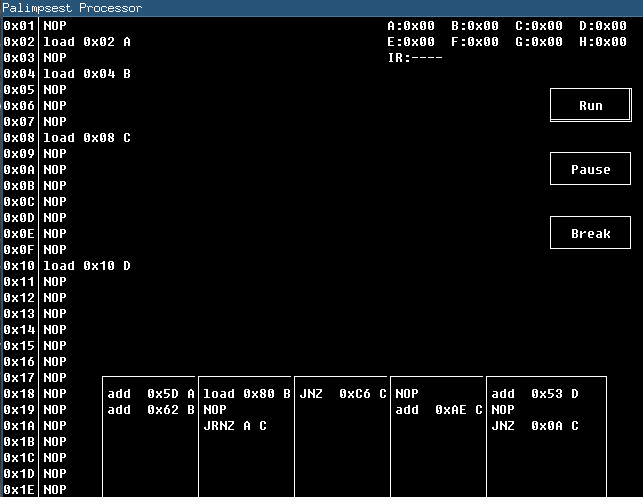 Palimpsest Processor
0x01 NOP
0x02 load 0x02 A
0x03 NOP
0x04 load 0x04 B
0x05 NOP
0x06 NOP
0x07 NOP
0x08 load 0x08 C
0x09 NOP
0x0A NOP
0x0B NOP
0x0C NOP
0x0D NOP
0x0E NOP
0x0F NOP
0x10 load 0x10 D
0x11 NOP
0x12 NOP
0x13 NOP
0x14 NOP
0x15 NOP
0x16 NOP
0x17 NOP
0x18 NOP
0x19 NOP
0x1A NOP
0x1B NOP
0x1C NOP
0x1D NOP
0x1E NOP
A:0x00 B:0x00 C:0x00 D:0x00
E:0x00 F:0x00 G:0x00 H:0x00
IR:----
Run
Pause
Break
add 0x5D A
add 0x62 B
load 0x80 B
NOP
JRNZ A C
JNZ 0xC6 C
NOP
add 0xAE C
add 0x53 D
NOP
JNZ 0x0A C